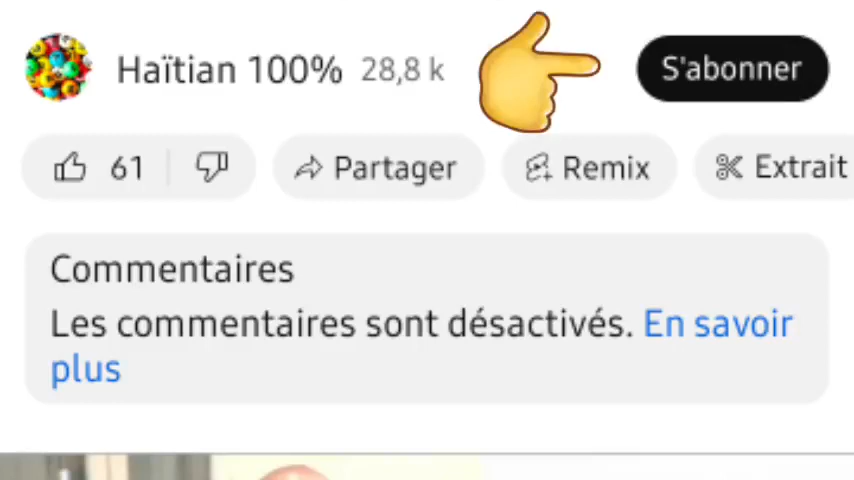 Haïtian 100% 28,8 k S'abonner
61 Partager Remix Extrait
Commentaires
Les commentaires sont désactivés. En savoir
plus